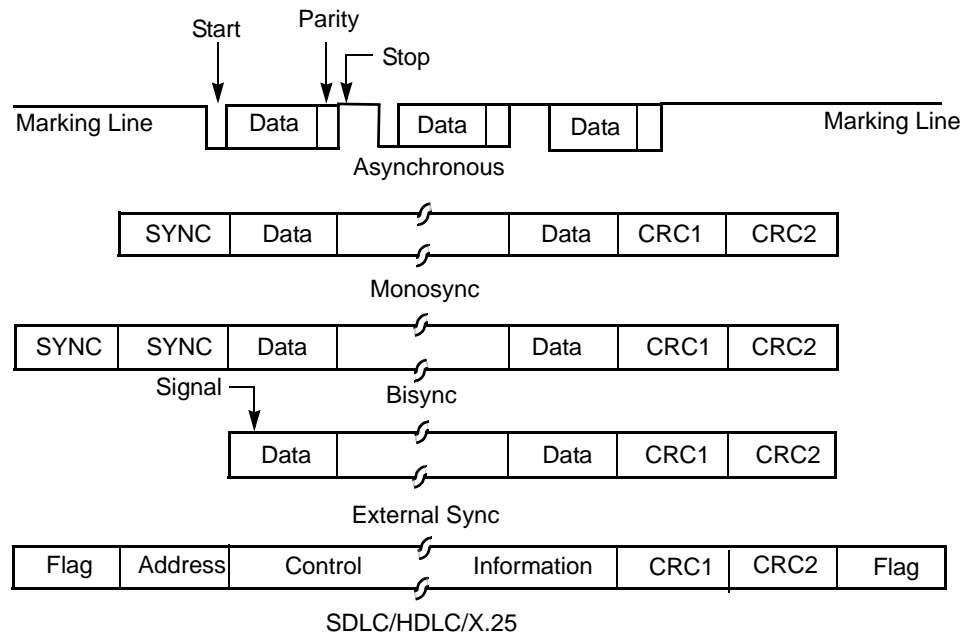 Start
Parity
Stop
Marking Line
Data
Data
Data
Marking Line
Asynchronous
SYNC Data Data CRC1 CRC2
Monosync
SYNC SYNC Data Data CRC1 CRC2
Signal
Bisync
Data Data CRC1 CRC2
External Sync
Flag Address Control Information CRC1 CRC2 Flag
SDLC/HDLC/X.25